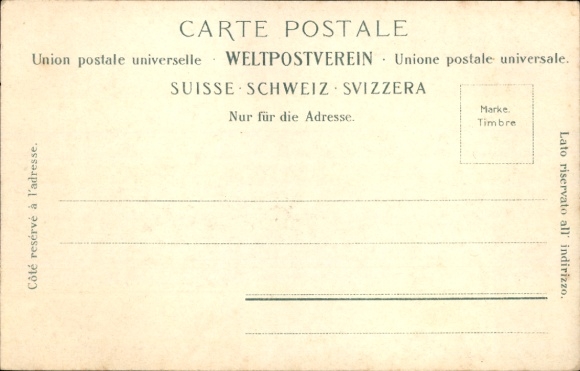 CARTE POSTALE
Union postale universelle · WELTPOSTVEREIN · Unione postale universale.
SUISSE · SCHWEIZ · SVIZZERA
Nur für die Adresse.
Marke.
Timbre
Côté resérvé à l'adresse.
Lato riservato all' indirizzo.